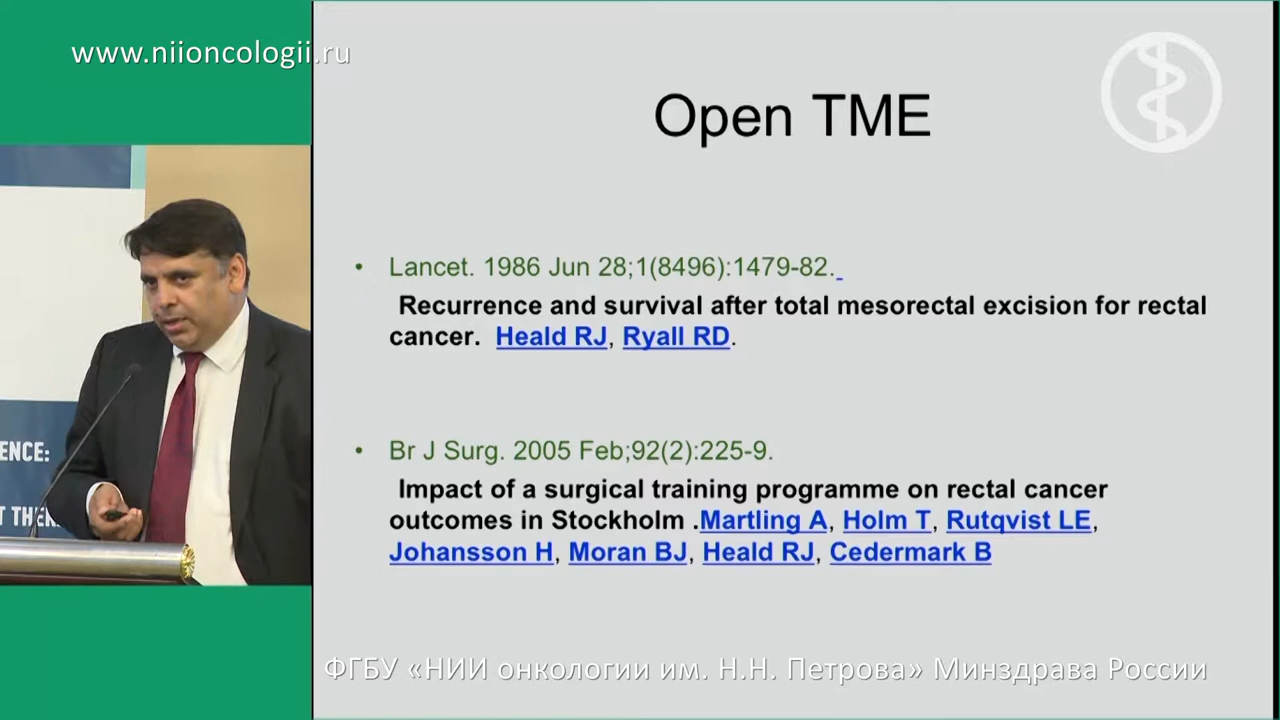 www.niioncologii.ru
Open TME
• Lancet. 1986 Jun 28;1(8496):1479-82.
Recurrence and survival after total mesorectal excision for rectal
cancer. Heald RJ, Ryall RD.
• Br J Surg. 2005 Feb;92(2):225-9.
Impact of a surgical training programme on rectal cancer
outcomes in Stockholm .Martling A, Holm T, Rutqvist LE,
Johansson H, Moran BJ, Heald RJ, Cedermark B
ENCE:
ФГБУ «НИИ онкологии им. Н.Н. Петрова» Минздрава России